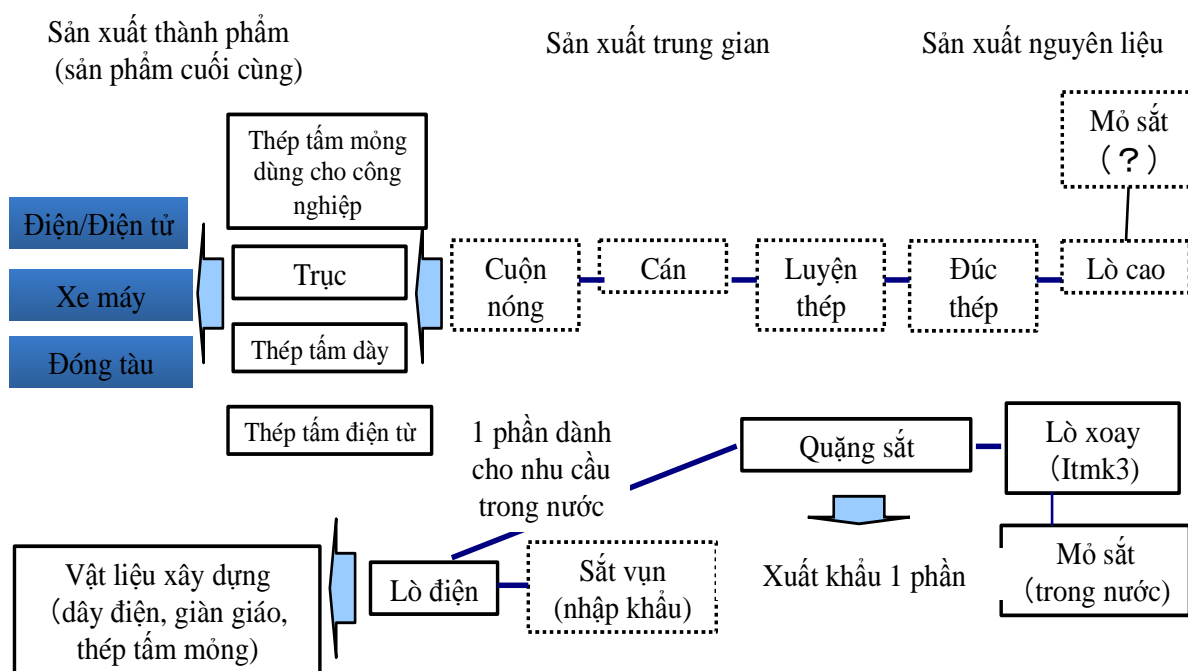 Sản xuất thành phẩm
(sản phẩm cuối cùng)
Sản xuất trung gian
Sản xuất nguyên liệu
Thép tấm mỏng
dùng cho công
nghiệp
Mỏ sắt
(?)
Điện/Điện tử
Xe máy
Đóng tàu
Trục
Thép tấm dày
Thép tấm điện từ
Cuộn
nóng
Cán
Luyện
thép
Đúc
thép
Lò cao
1 phần dành
cho nhu cầu
trong nước
Quặng sắt
Lò xoay
(Itmk3)
Vật liệu xây dựng
(dây điện, giàn giáo,
thép tấm mỏng)
Lò điện
Sắt vụn
(nhập khẩu)
Xuất khẩu 1 phần
Mỏ sắt
(trong nước)